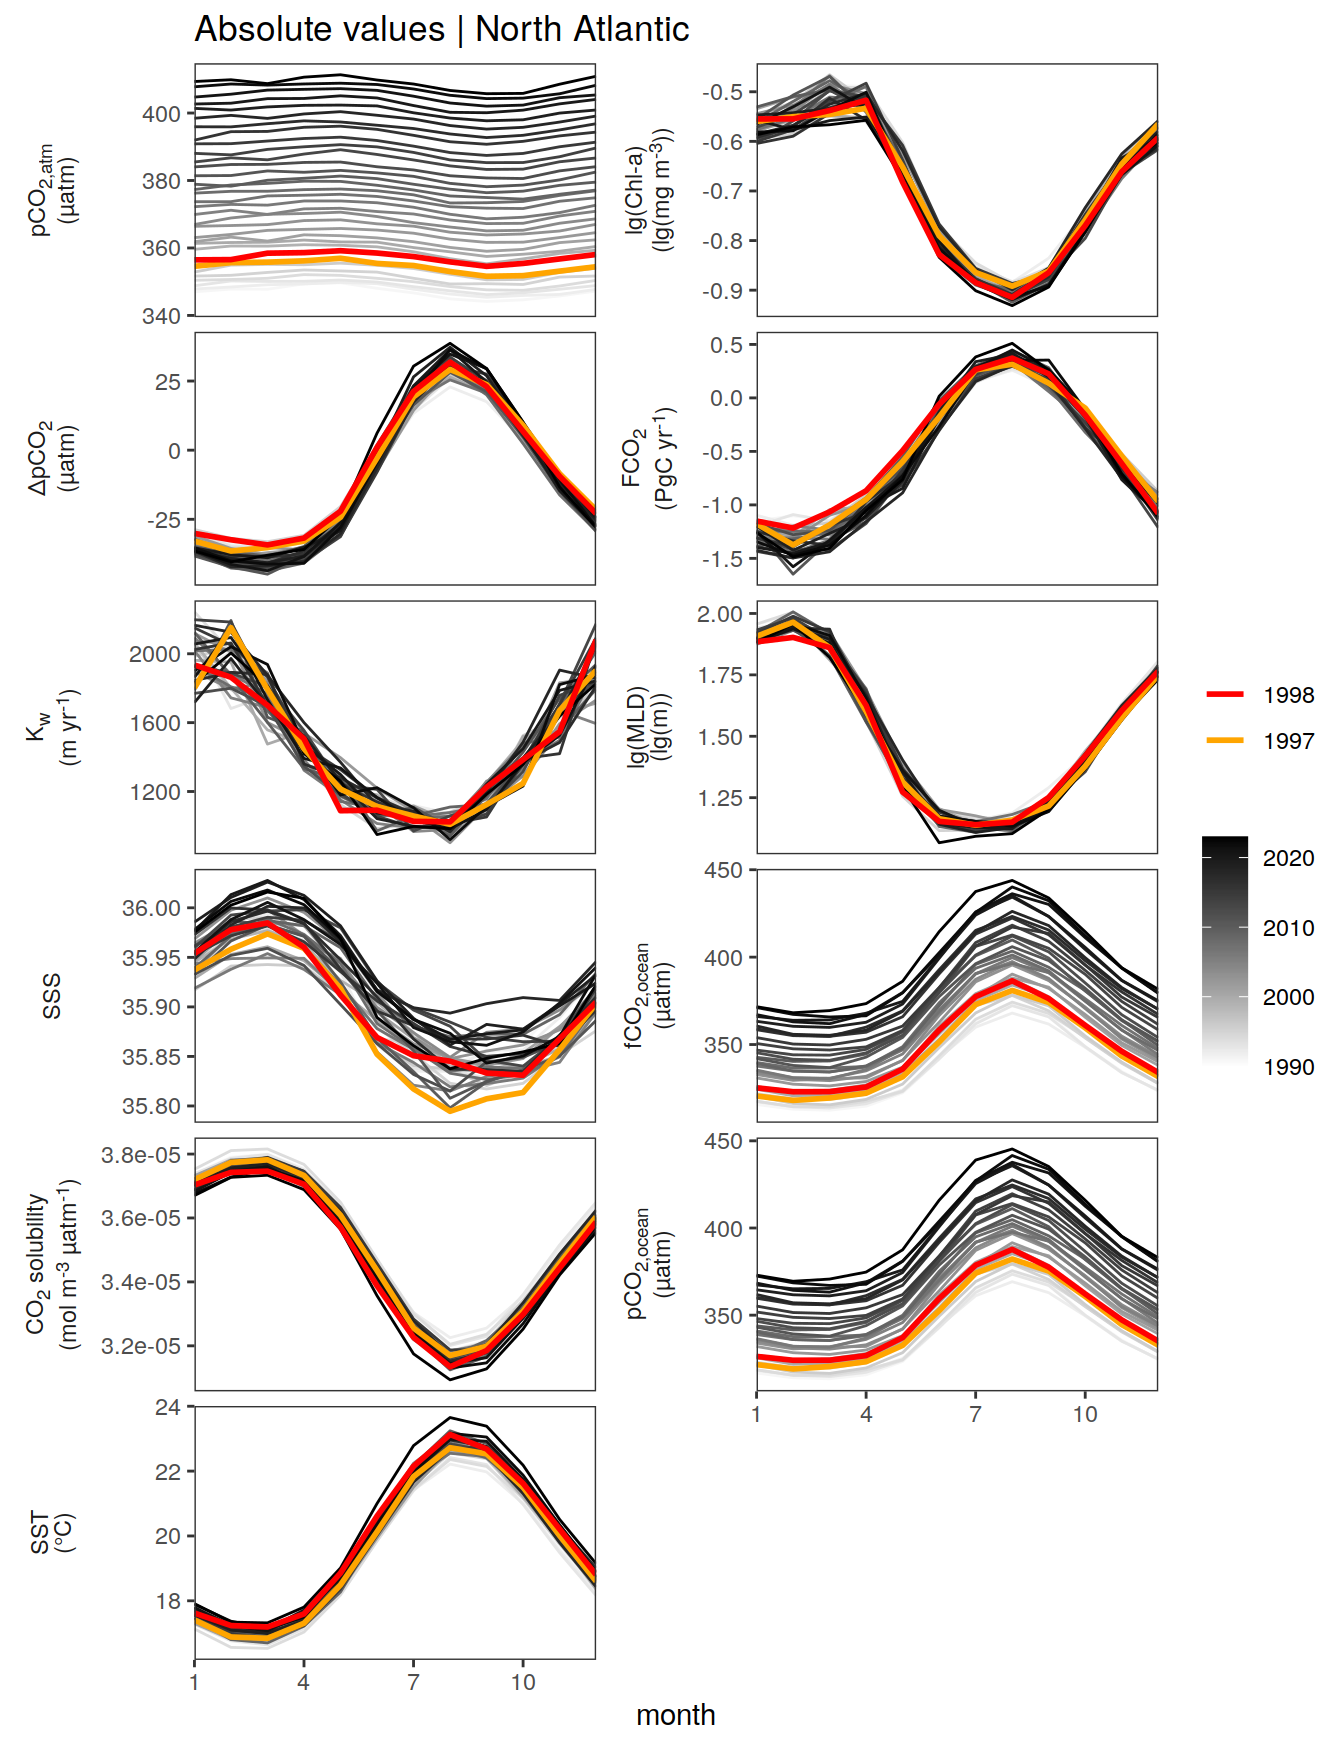 Absolute values | North Atlantic
pCO2,atm
(µatm)
400
380
360
340
lg(Chl-a)
(lg(mg m-3))
-0.5
-0.6
-0.7
-0.8
-0.9
ΔpCO2
(µatm)
25
0
-25
FCO2
(PgC yr-1)
0.5
0.0
-0.5
-1.0
-1.5
Kw
(m yr-1)
2000
1600
1200
lg(MLD)
(lg(m))
2.00
1.75
1.50
1.25
SSS
36.00
35.95
35.90
35.85
35.80
fCO2,ocean
(µatm)
450
400
350
CO2 solubility
(mol m-3 µatm-1)
3.8e-05
3.6e-05
3.4e-05
3.2e-05
pCO2,ocean
(µatm)
450
400
350
1 4 7 10
SST
(°C)
24
22
20
18
1 4 7 10
month
1998
1997
2020
2010
2000
1990